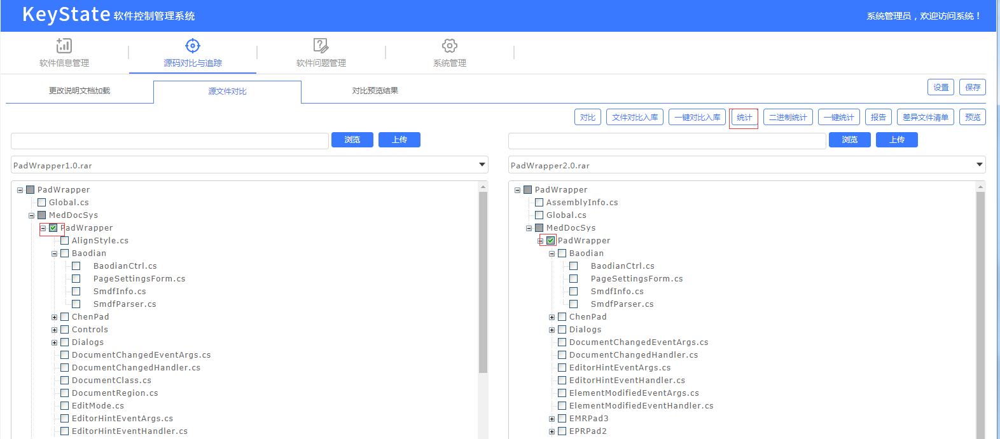 KeyState 软件控制管理系统
系统管理员，欢迎访问系统！
软件信息管理
源码对比与追踪
软件问题管理
系统管理
更改说明文档加载
源文件对比
对比预览结果
设置
保存
对比
文件对比入库
一键对比入库
统计
二进制统计
一键统计
报告
差异文件清单
预览
浏览
上传
PadWrapper1.0.rar
PadWrapper
Global.cs
MedDocSys
PadWrapper
AlignStyle.cs
Baodian
BaodianCtrl.cs
PageSettingsForm.cs
SmdfInfo.cs
SmdfParser.cs
ChenPad
Controls
Dialogs
DocumentChangedEventArgs.cs
DocumentChangedHandler.cs
DocumentClass.cs
DocumentRegion.cs
EditMode.cs
EditorHintEventArgs.cs
EditorHintEventHandler.cs
浏览
上传
PadWrapper2.0.rar
PadWrapper
AssemblyInfo.cs
Global.cs
MedDocSys
PadWrapper
Baodian
BaodianCtrl.cs
PageSettingsForm.cs
SmdfInfo.cs
SmdfParser.cs
ChenPad
Dialogs
DocumentChangedEventArgs.cs
DocumentChangedHandler.cs
EditorHintEventArgs.cs
EditorHintEventHandler.cs
ElementModifiedEventArgs.cs
ElementModifiedEventHandler.cs
EMRPad3
EPRPad2